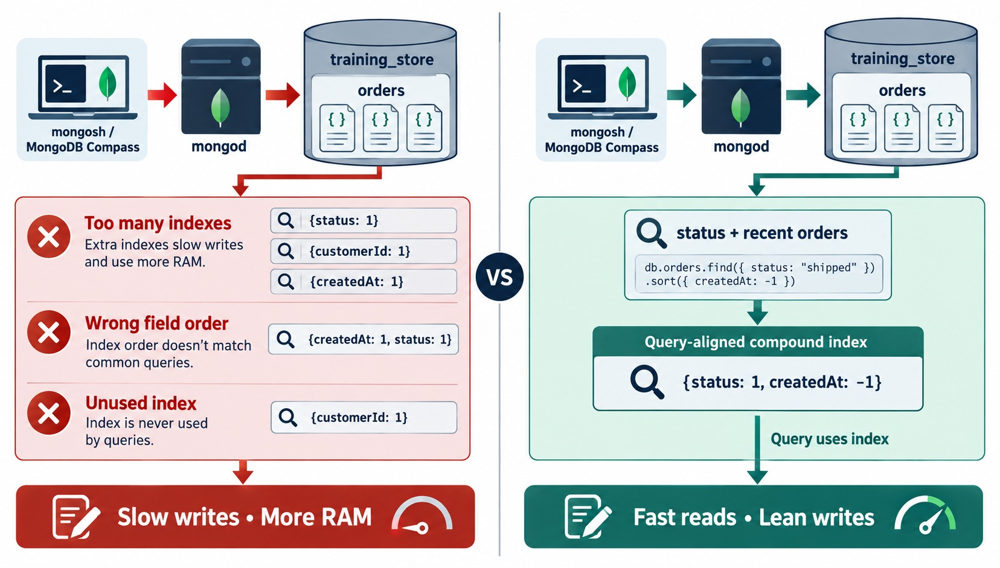 mongosh /
MongoDB Compass
mongod
training_store
orders
{ }
{ }
{ }
Too many indexes
Extra indexes slow writes
and use more RAM.
{status: 1}
{customerId: 1}
{createdAt: 1}
Wrong field order
Index order doesn't match
common queries.
{createdAt: 1, status: 1}
Unused index
Index is never used
by queries.
{customerId: 1}
Slow writes • More RAM
VS
mongosh /
MongoDB Compass
mongod
training_store
orders
{ }
{ }
{ }
status + recent orders
db.orders.find({ status: "shipped" })
.sort({ createdAt: -1 })
Query-aligned compound index
{status: 1, createdAt: -1}
Query uses index
Fast reads • Lean writes